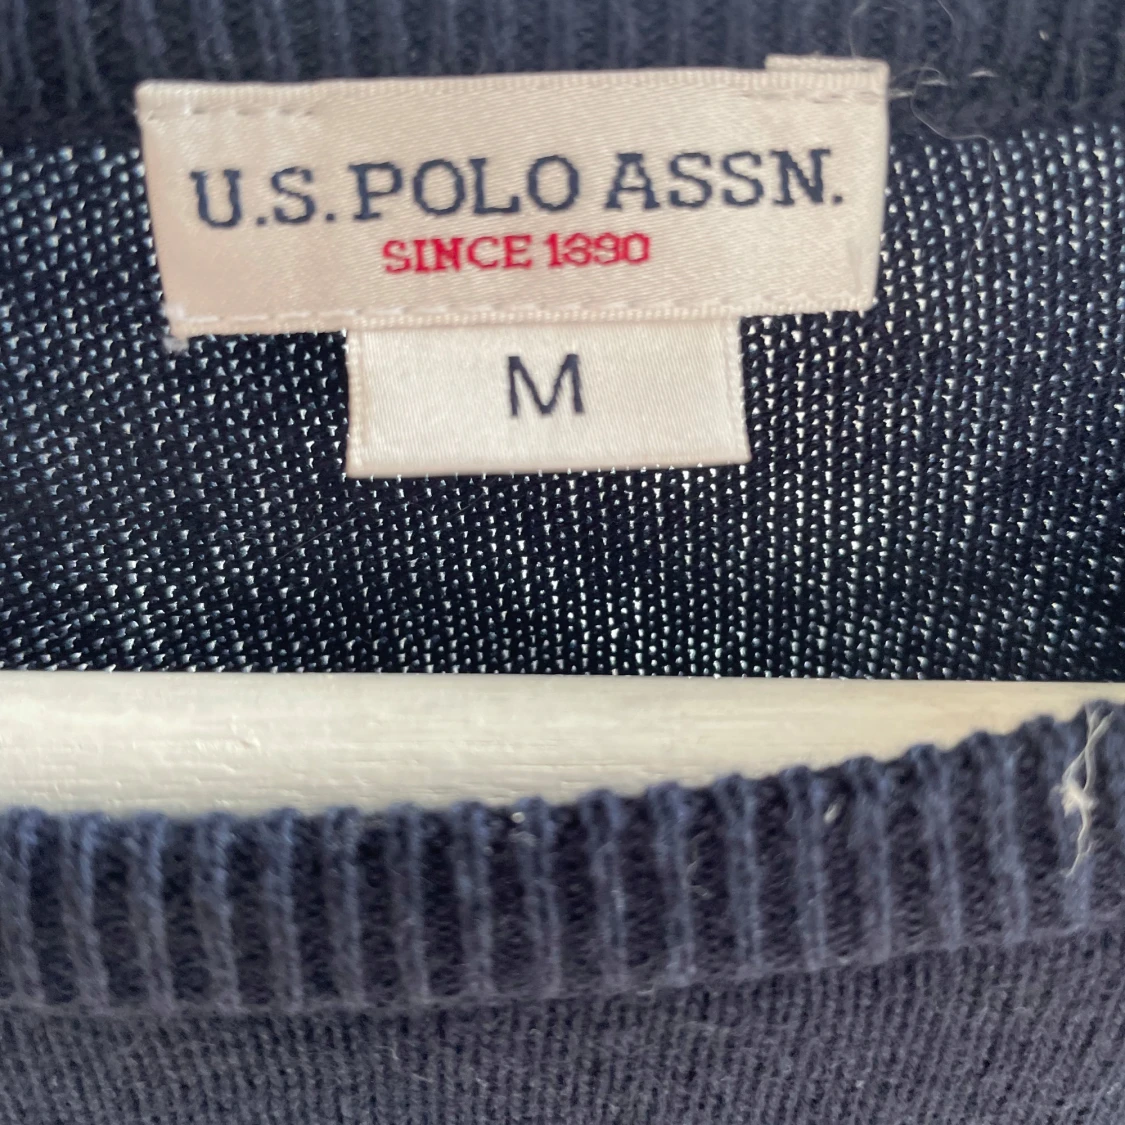 U.S. POLO ASSN.
SINCE 1890
M